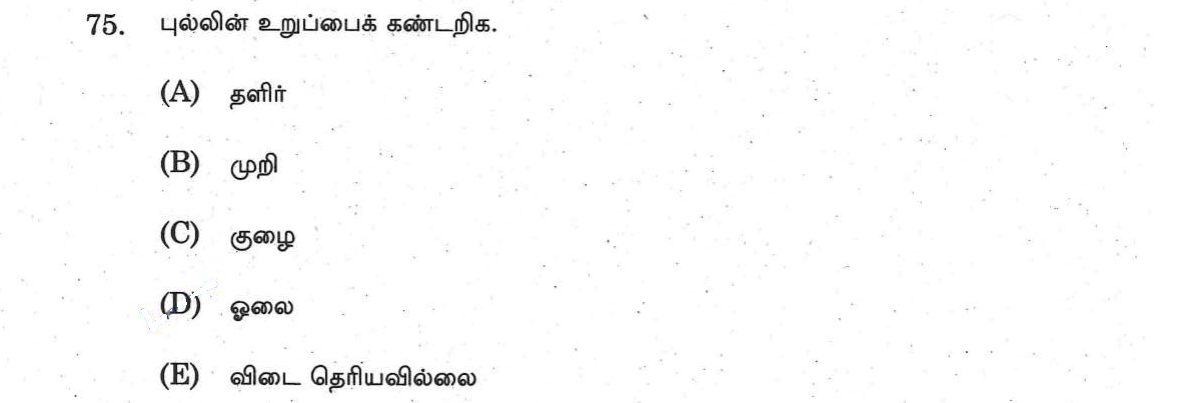 75. புல்லின் உறுப்பைக் கண்டறிக.
(A) தளிர்
(B) முறி
(C) குழை
(D) ஓலை
(E) விடை தெரியவில்லை